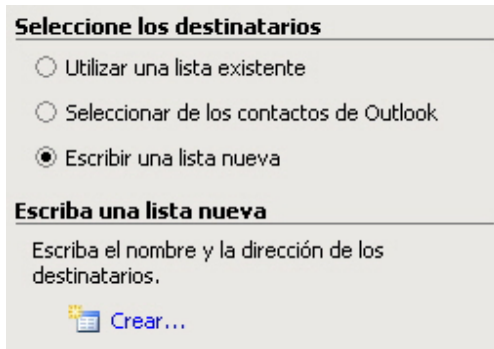 Seleccione los destinatarios
Utilizar una lista existente
Seleccionar de los contactos de Outlook
Escribir una lista nueva
Escriba una lista nueva
Escriba el nombre y la dirección de los
destinatarios.
Crear...